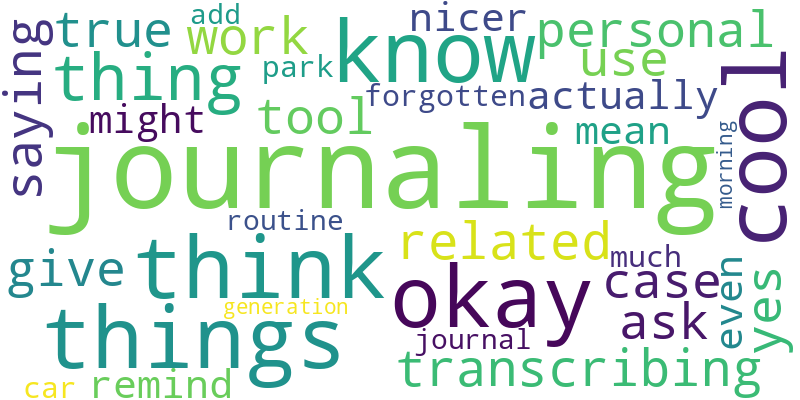 add
nicer
true
work
know
personal
cool
saying
thing
park
use
forgotten
actually
might
tool
mean
journaling
morning
routine
related
give
think
much
okay
case
even
yes
generation
things
ask
journal
transcribing
car
remind